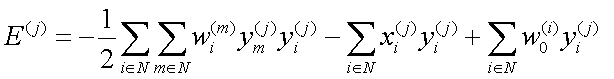 $$E^{(j)} = -\frac{1}{2}\sum_{i \in N}\sum_{m \in N} w_i^{(m)} y_m^{(j)} y_i^{(j)} - \sum_{i \in N} x_i^{(j)} y_i^{(j)} + \sum_{i \in N} w_0^{(i)} y_i^{(j)}$$